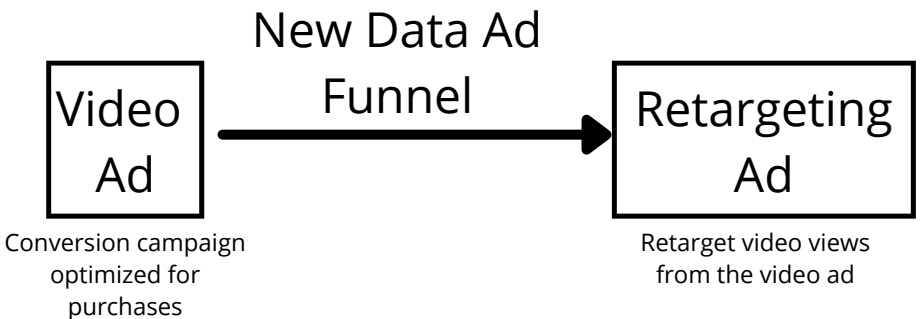 New Data Ad
Funnel
Video
Ad
Retargeting
Ad
Conversion campaign
optimized for
purchases
Retarget video views
from the video ad